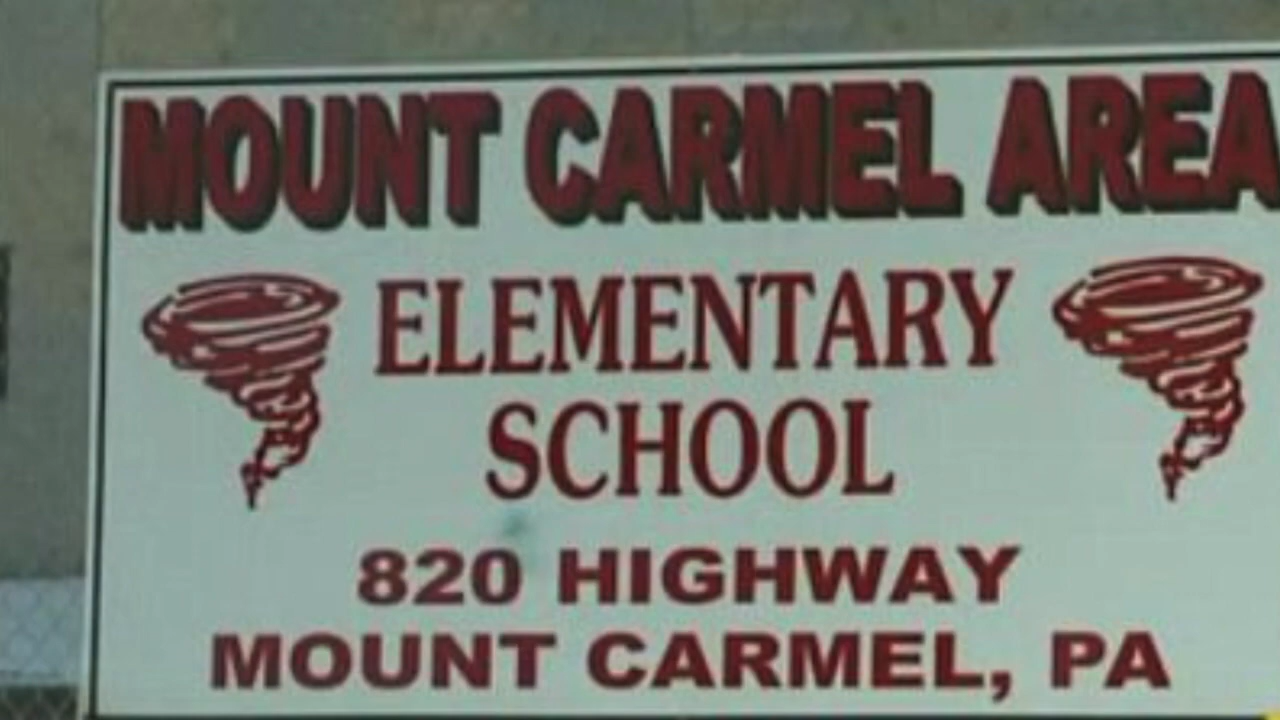 MOUNT CARMEL AREA
ELEMENTARY
SCHOOL
820 HIGHWAY
MOUNT CARMEL, PA